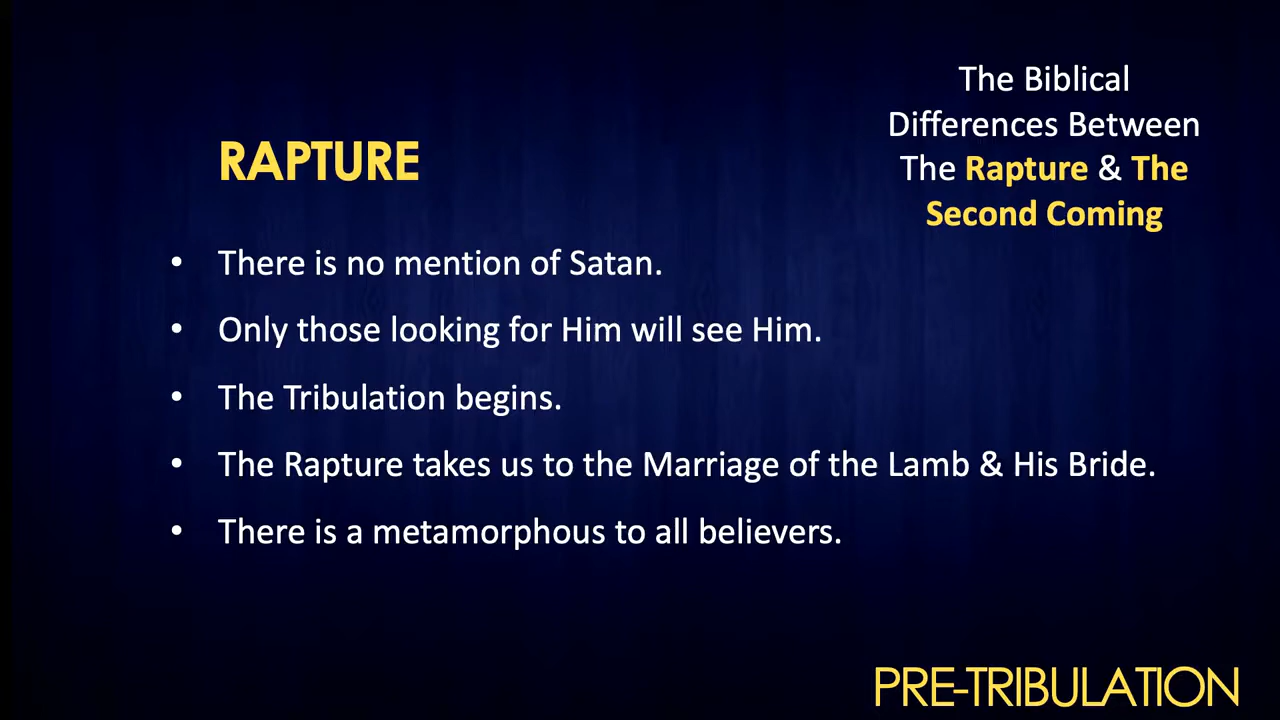 The Biblical
Differences Between
The Rapture & The
Second Coming
RAPTURE
• There is no mention of Satan.
• Only those looking for Him will see Him.
• The Tribulation begins.
• The Rapture takes us to the Marriage of the Lamb & His Bride.
• There is a metamorphous to all believers.
PRE-TRIBULATION